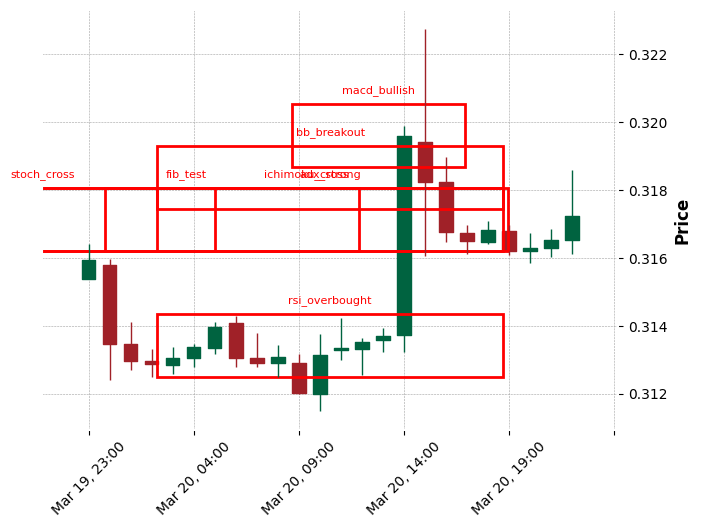 macd_bullish
bb_breakout
stoch_cross
fib_test
rsi_overbought
0.322
0.320
0.318
0.316
0.314
0.312
Price
Mar 19, 23:00
Mar 20, 04:00
Mar 20, 09:00
Mar 20, 14:00
Mar 20, 19:00